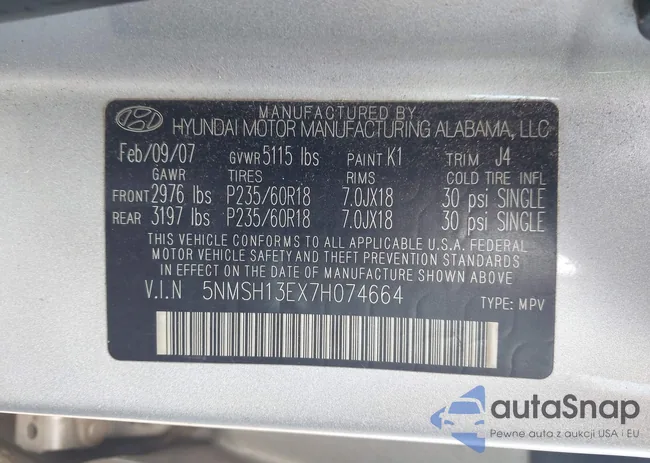 MANUFACTURED BY
HYUNDAI MOTOR MANUFACTURING ALABAMA, LLC
Feb/09/07 GVWR 5115 lbs PAINT K1 TRIM J4
GAWR TIRES RIMS COLD TIRE INFL
FRONT 2976 lbs P235/60R18 7.0JX18 30 psi SINGLE
REAR 3197 lbs P235/60R18 7.0JX18 30 psi SINGLE
THIS VEHICLE CONFORMS TO ALL APPLICABLE U.S.A. FEDERAL
MOTOR VEHICLE SAFETY AND THEFT PREVENTION STANDARDS
IN EFFECT ON THE DATE OF MANUFACTURE SHOWN ABOVE
V.I.N 5NMSH13EX7H074664 TYPE: MPV
autaSnap
Pewne auta z aukcji USA i EU